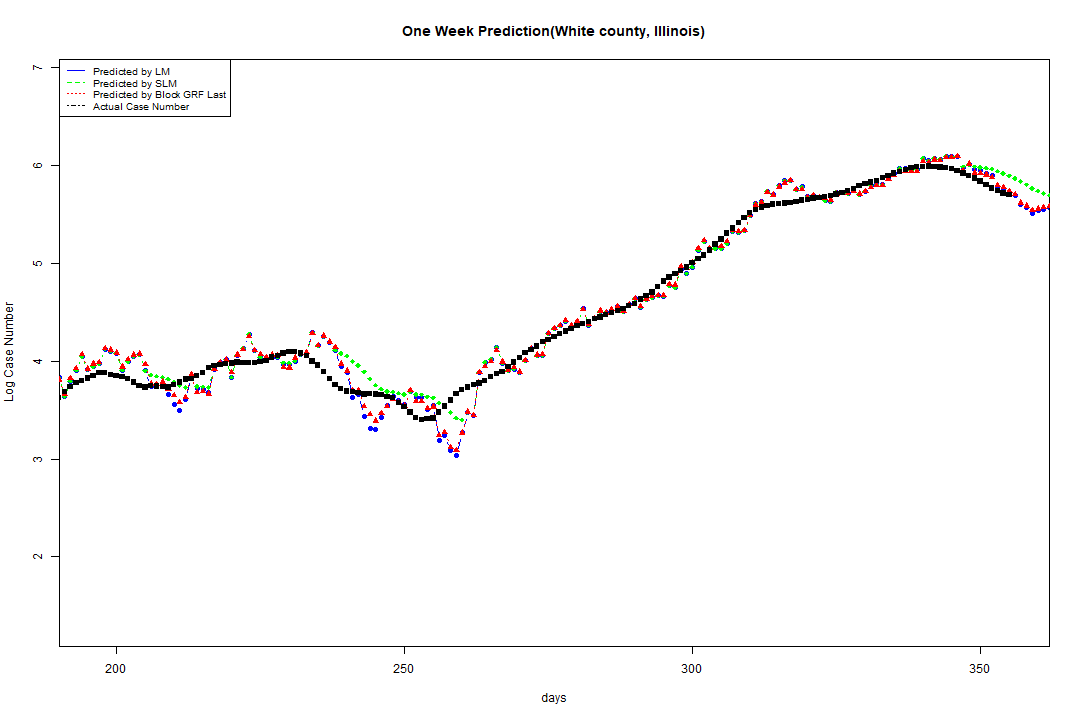 One Week Prediction(White county, Illinois)
Predicted by LM
Predicted by SLM
Predicted by Block GRF Last
Actual Case Number
7
6
5
4
3
2
Log Case Number
200
250
300
350
days